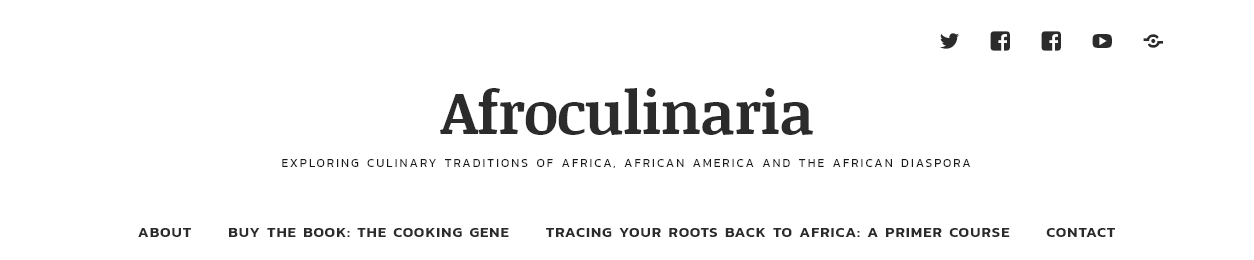 Afroculinaria
EXPLORING CULINARY TRADITIONS OF AFRICA, AFRICAN AMERICA AND THE AFRICAN DIASPORA
ABOUT BUY THE BOOK: THE COOKING GENE TRACING YOUR ROOTS BACK TO AFRICA: A PRIMER COURSE CONTACT